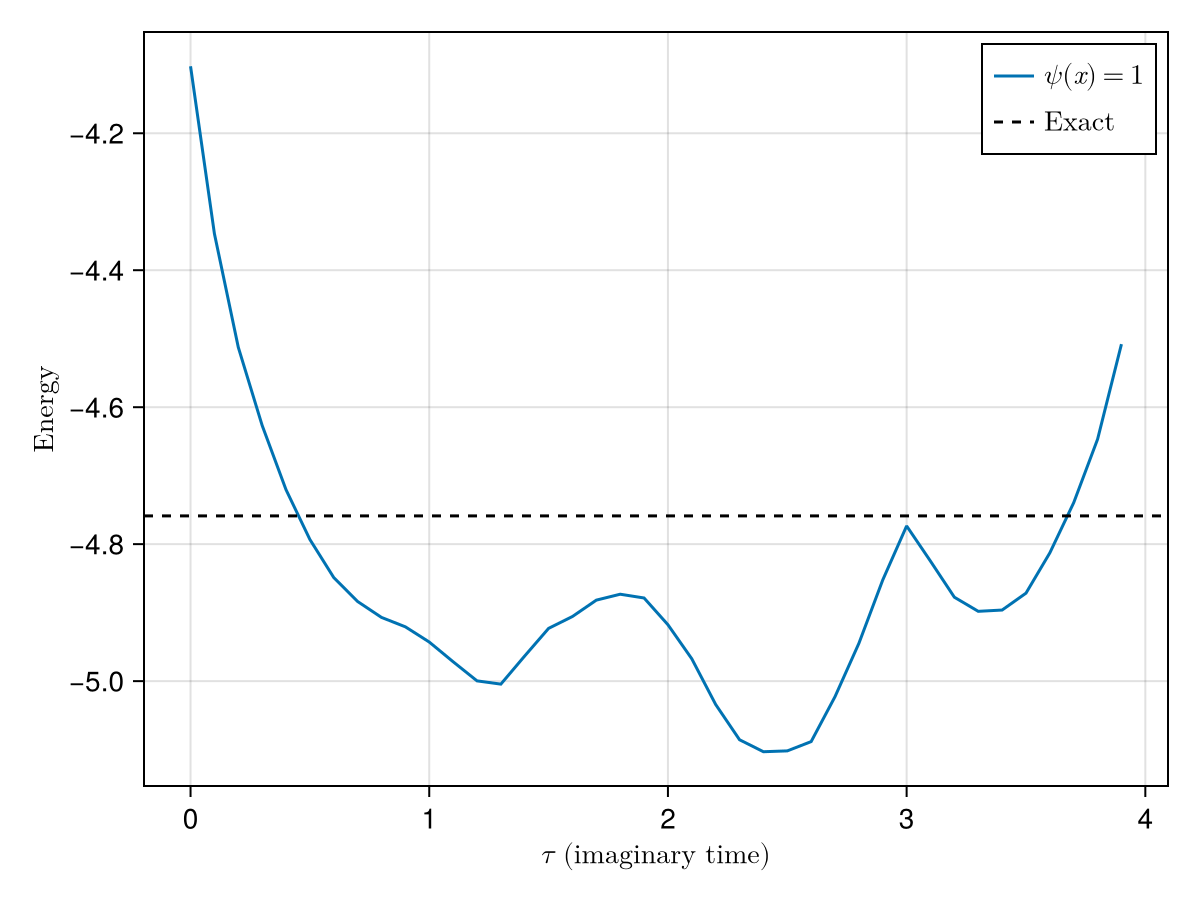 ψ(x) = 1
Exact
−4.2
−4.4
−4.6
−4.8
−5.0
Energy
0 1 2 3 4
τ (imaginary time)